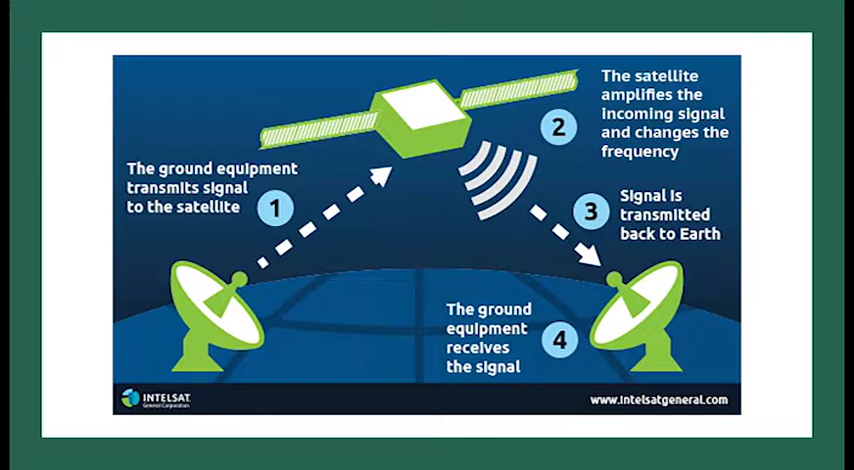 The ground equipment
transmits signal
to the satellite
1
2
The satellite
amplifies the
incoming signal
and changes the
frequency
3
Signal is
transmitted
back to Earth
The ground
equipment
receives
the signal
4
INTELSAT
General Corporation
www.intelsatgeneral.com